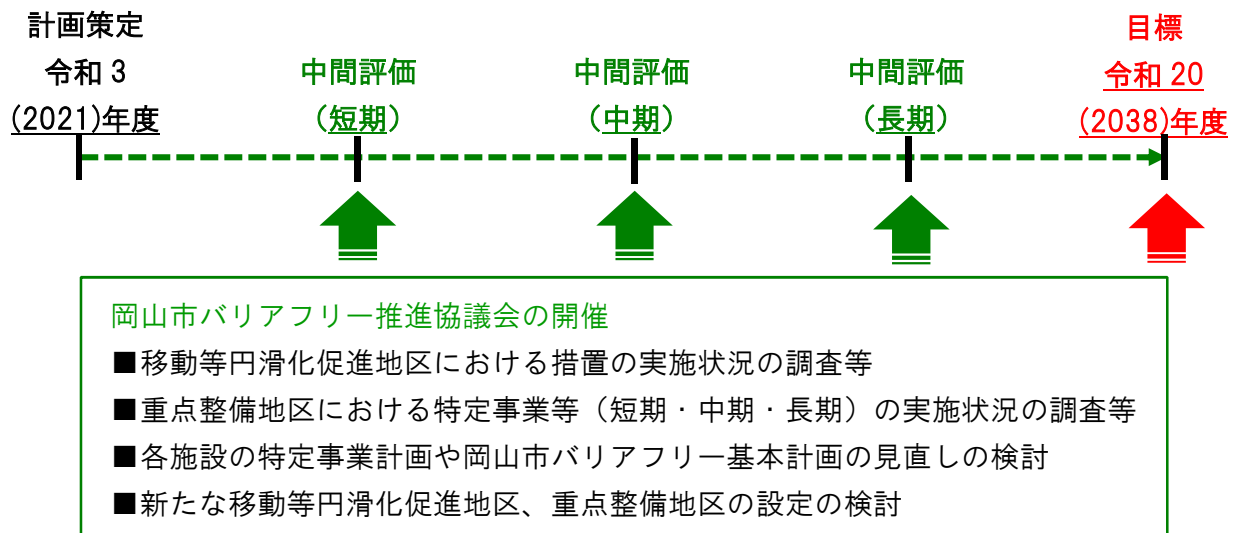 計画策定
令和 3
(2021)年度
中間評価
（短期）
中間評価
（中期）
中間評価
（長期）
目標
令和 20
(2038)年度
岡山市バリアフリー推進協議会の開催
■移動等円滑化促進地区における措置の実施状況の調査等
■重点整備地区における特定事業等（短期・中期・長期）の実施状況の調査等
■各施設の特定事業計画や岡山市バリアフリー基本計画の見直しの検討
■新たな移動等円滑化促進地区、重点整備地区の設定の検討